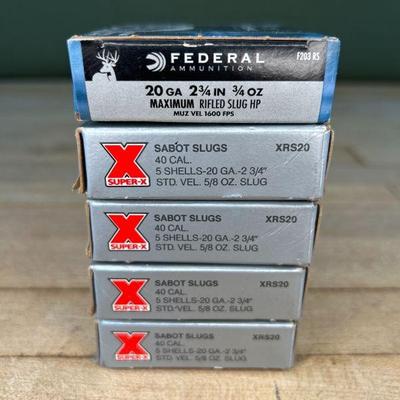 FEDERAL
AMMUNITION
F203 RS
20 GA 2¾ IN ¾ OZ
MAXIMUM RIFLED SLUG HP
MUZ VEL 1600 FPS
X
SUPER-X
SABOT SLUGS XRS20
40 CAL.
5 SHELLS-20 GA.-2 3/4"
STD. VEL. 5/8 OZ. SLUG
X
SUPER-X
SABOT SLUGS XRS20
40 CAL.
5 SHELLS-20 GA.-2 3/4"
STD. VEL. 5/8 OZ. SLUG
X
SUPER-X
SABOT SLUGS XRS20
40 CAL.
5 SHELLS-20 GA.-2 3/4"
STD. VEL. 5/8 OZ. SLUG
X
SUPER-X
SABOT SLUGS XRS20
40 CAL.
5 SHELLS-20 GA.-2 3/4"
STD. VEL. 5/8 OZ. SLUG